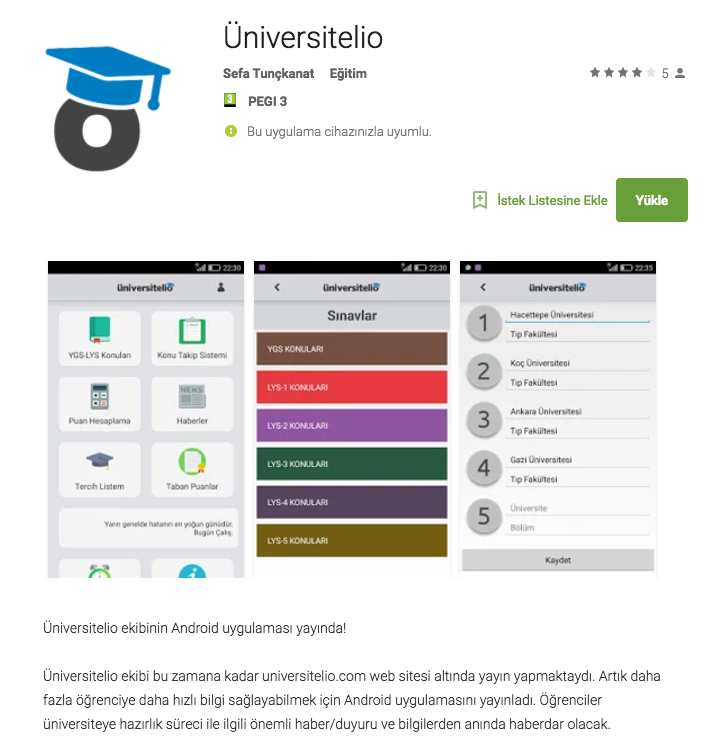 Üniversitelio
Sefa Tunçkanat Eğitim
5
3 PEGI 3
Bu uygulama cihazınızla uyumlu.
İstek Listesine Ekle
Yükle
22:30
üniversitelio
YGS-LYS Konuları
Konu Takip Sistemi
Puan Hesaplama
NEWS
Haberler
Tercih Listem
Taban Puanlar
Yarın genelde hatanın en yoğun günüdür.
Bugün Çalış.
22:30
üniversitelio
Sınavlar
YGS KONULARI
LYS-1 KONULARI
LYS-2 KONULARI
LYS-3 KONULARI
LYS-4 KONULARI
LYS-5 KONULARI
22:35
üniversitelio
1
Hacettepe Üniversitesi
Tıp Fakültesi
2
Koç Üniversitesi
Tıp Fakültesi
3
Ankara Üniversitesi
Tıp Fakültesi
4
Gazi Üniversitesi
Tıp Fakültesi
5
Üniversite
Bölüm
Kaydet
Üniversitelio ekibinin Android uygulaması yayında!
Üniversitelio ekibi bu zamana kadar universitelio.com web sitesi altında yayın yapmaktaydı. Artık daha
fazla öğrenciye daha hızlı bilgi sağlayabilmek için Android uygulamasını yayınladı. Öğrenciler
üniversiteye hazırlık süreci ile ilgili önemli haber/duyuru ve bilgilerden anında haberdar olacak.